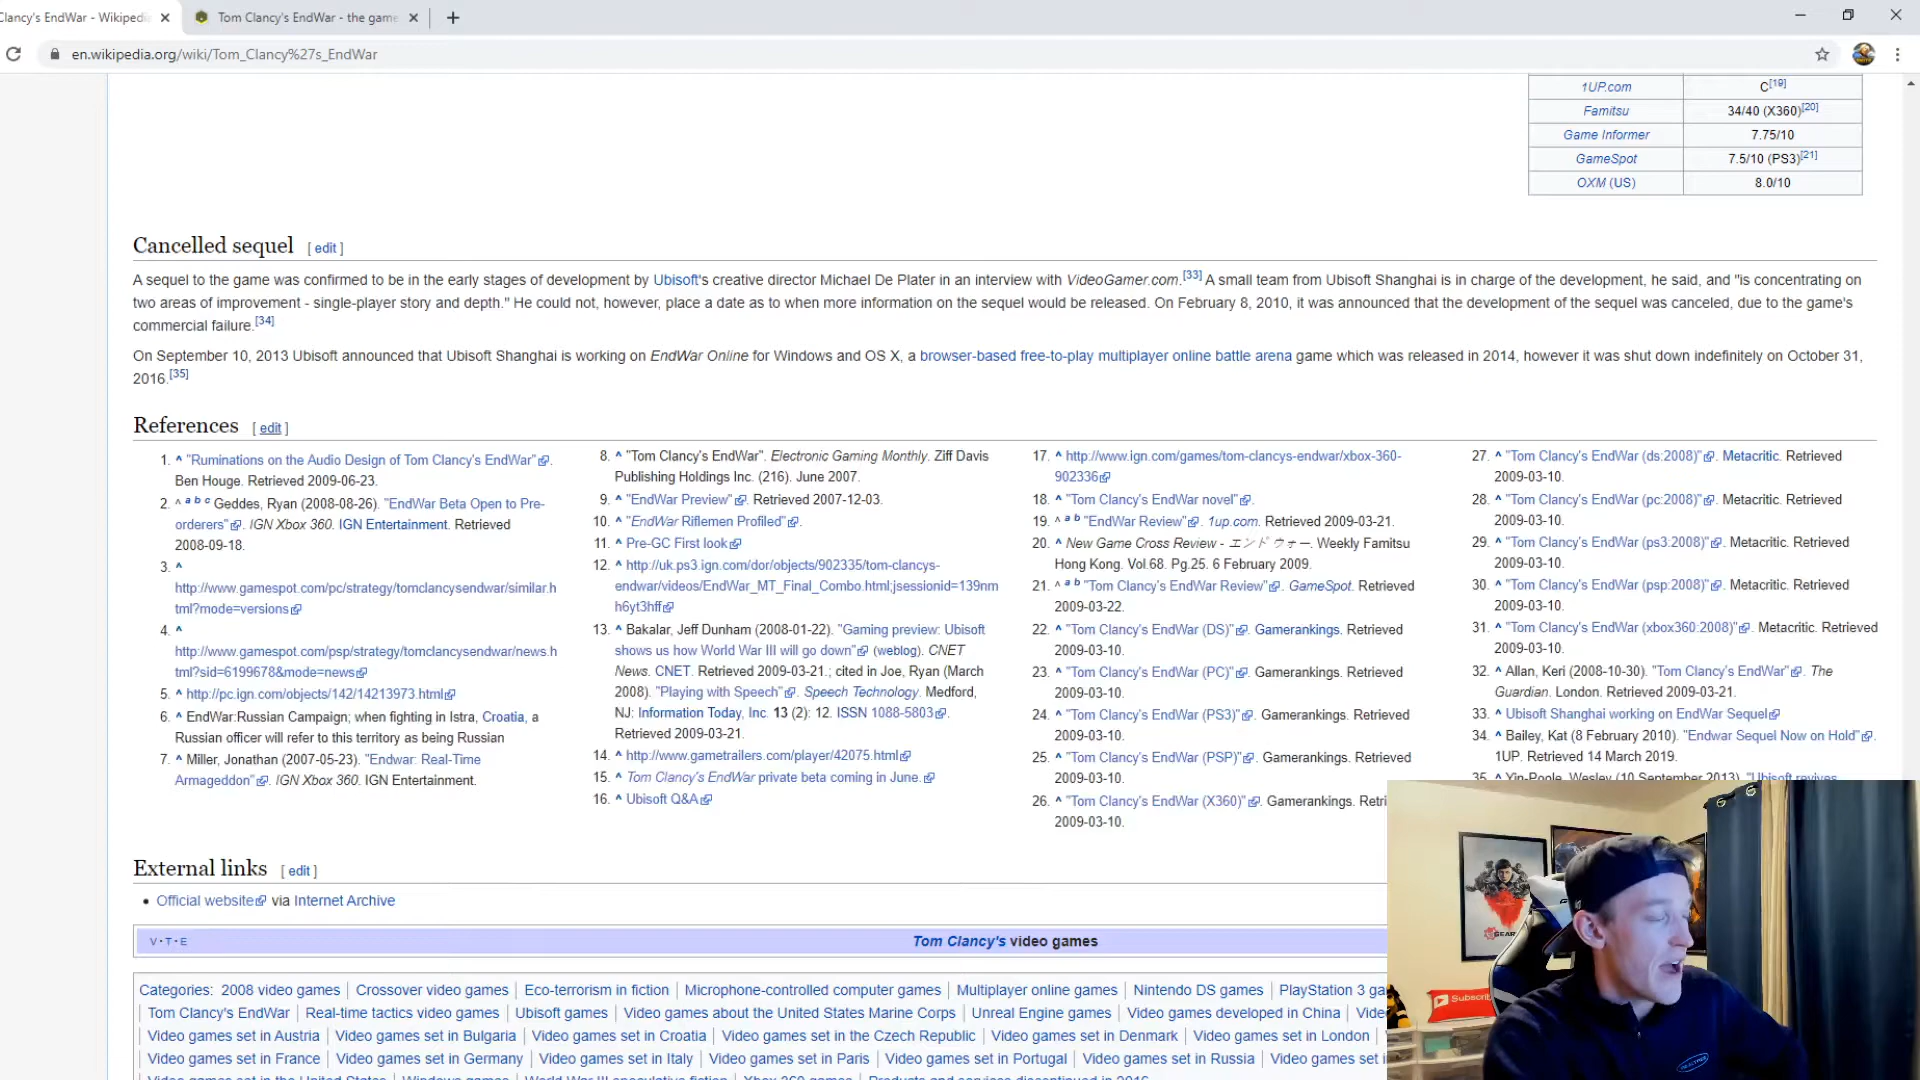 Clancy's EndWar - Wikipedi
Tom Clancy's EndWar - the game
en.wikipedia.org/wiki/Tom_Clancy%27s_EndWar
1UP.com C[19]
Famitsu 34/40 (X360)[20]
Game Informer 7.75/10
GameSpot 7.5/10 (PS3)[21]
OXM (US) 8.0/10
Cancelled sequel [ edit ]
A sequel to the game was confirmed to be in the early stages of development by Ubisoft's creative director Michael De Plater in an interview with VideoGamer.com.[33] A small team from Ubisoft Shanghai is in charge of the development, he said, and "is concentrating on
two areas of improvement - single-player story and depth." He could not, however, place a date as to when more information on the sequel would be released. On February 8, 2010, it was announced that the development of the sequel was canceled, due to the game's
commercial failure.[34]
On September 10, 2013 Ubisoft announced that Ubisoft Shanghai is working on EndWar Online for Windows and OS X, a browser-based free-to-play multiplayer online battle arena game which was released in 2014, however it was shut down indefinitely on October 31,
2016.[35]
References [ edit ]
1. ^ "Ruminations on the Audio Design of Tom Clancy's EndWar".
Ben Houge. Retrieved 2009-06-23.
2. ^ a b c Geddes, Ryan (2008-08-26). "EndWar Beta Open to Pre-
orderers". IGN Xbox 360. IGN Entertainment. Retrieved
2008-09-18.
3. ^
http://www.gamespot.com/pc/strategy/tomclancysendwar/similar.h
tml?mode=versions
4. ^
http://www.gamespot.com/psp/strategy/tomclancysendwar/news.h
tml?sid=6199678&mode=news
5. ^ http://pc.ign.com/objects/142/14213973.html
6. ^ EndWar:Russian Campaign; when fighting in Istra, Croatia, a
Russian officer will refer to this territory as being Russian
7. ^ Miller, Jonathan (2007-05-23). "Endwar: Real-Time
Armageddon". IGN Xbox 360. IGN Entertainment.
8. ^ "Tom Clancy's EndWar". Electronic Gaming Monthly. Ziff Davis
Publishing Holdings Inc. (216). June 2007.
9. ^ "EndWar Preview". Retrieved 2007-12-03.
10. ^ "EndWar Riflemen Profiled".
11. ^ Pre-GC First look
12. ^ http://uk.ps3.ign.com/dor/objects/902335/tom-clancys-
endwar/videos/EndWar_MT_Final_Combo.html;jsessionid=139nm
h6yt3hff
13. ^ Bakalar, Jeff Dunham (2008-01-22). "Gaming preview: Ubisoft
shows us how World War III will go down" (weblog). CNET
News. CNET. Retrieved 2009-03-21.; cited in Joe, Ryan (March
2008). "Playing with Speech". Speech Technology. Medford,
NJ: Information Today, Inc. 13 (2): 12. ISSN 1088-5803.
Retrieved 2009-03-21.
14. ^ http://www.gametrailers.com/player/42075.html
15. ^ Tom Clancy's EndWar private beta coming in June.
16. ^ Ubisoft Q&A
17. ^ http://www.ign.com/games/tom-clancys-endwar/xbox-360-
902336
18. ^ "Tom Clancy's EndWar novel".
19. ^ a b "EndWar Review". 1up.com. Retrieved 2009-03-21.
20. ^ New Game Cross Review - エンド ウォー. Weekly Famitsu
Hong Kong. Vol.68. Pg.25. 6 February 2009.
21. ^ a b "Tom Clancy's EndWar Review". GameSpot. Retrieved
2009-03-22.
22. ^ "Tom Clancy's EndWar (DS)". Gamerankings. Retrieved
2009-03-10.
23. ^ "Tom Clancy's EndWar (PC)". Gamerankings. Retrieved
2009-03-10.
24. ^ "Tom Clancy's EndWar (PS3)". Gamerankings. Retrieved
2009-03-10.
25. ^ "Tom Clancy's EndWar (PSP)". Gamerankings. Retrieved
2009-03-10.
26. ^ "Tom Clancy's EndWar (X360)". Gamerankings. Retri
2009-03-10.
27. ^ "Tom Clancy's EndWar (ds:2008)". Metacritic. Retrieved
2009-03-10.
28. ^ "Tom Clancy's EndWar (pc:2008)". Metacritic. Retrieved
2009-03-10.
29. ^ "Tom Clancy's EndWar (ps3:2008)". Metacritic. Retrieved
2009-03-10.
30. ^ "Tom Clancy's EndWar (psp:2008)". Metacritic. Retrieved
2009-03-10.
31. ^ "Tom Clancy's EndWar (xbox360:2008)". Metacritic. Retrieved
2009-03-10.
32. ^ Allan, Keri (2008-10-30). "Tom Clancy's EndWar". The
Guardian. London. Retrieved 2009-03-21.
33. ^ Ubisoft Shanghai working on EndWar Sequel
34. ^ Bailey, Kat (8 February 2010). "Endwar Sequel Now on Hold".
1UP. Retrieved 14 March 2019.
35. ^ Yin-Poole, Wesley (10 September 2013). "Ubisoft revives
External links [ edit ]
• Official website via Internet Archive
V·T·E Tom Clancy's video games
Categories: 2008 video games | Crossover video games | Eco-terrorism in fiction | Microphone-controlled computer games | Multiplayer online games | Nintendo DS games | PlayStation 3 ga
Tom Clancy's EndWar | Real-time tactics video games | Ubisoft games | Video games about the United States Marine Corps | Unreal Engine games | Video games developed in China | Vide
Video games set in Austria | Video games set in Bulgaria | Video games set in Croatia | Video games set in the Czech Republic | Video games set in Denmark | Video games set in London |
Video games set in France | Video games set in Germany | Video games set in Italy | Video games set in Paris | Video games set in Portugal | Video games set in Russia | Video games set i
Video games set in the United States | Windows games | World War III speculative fiction | Xbox 360 games | Products and services discontinued in 2016
GEAR
Subscri